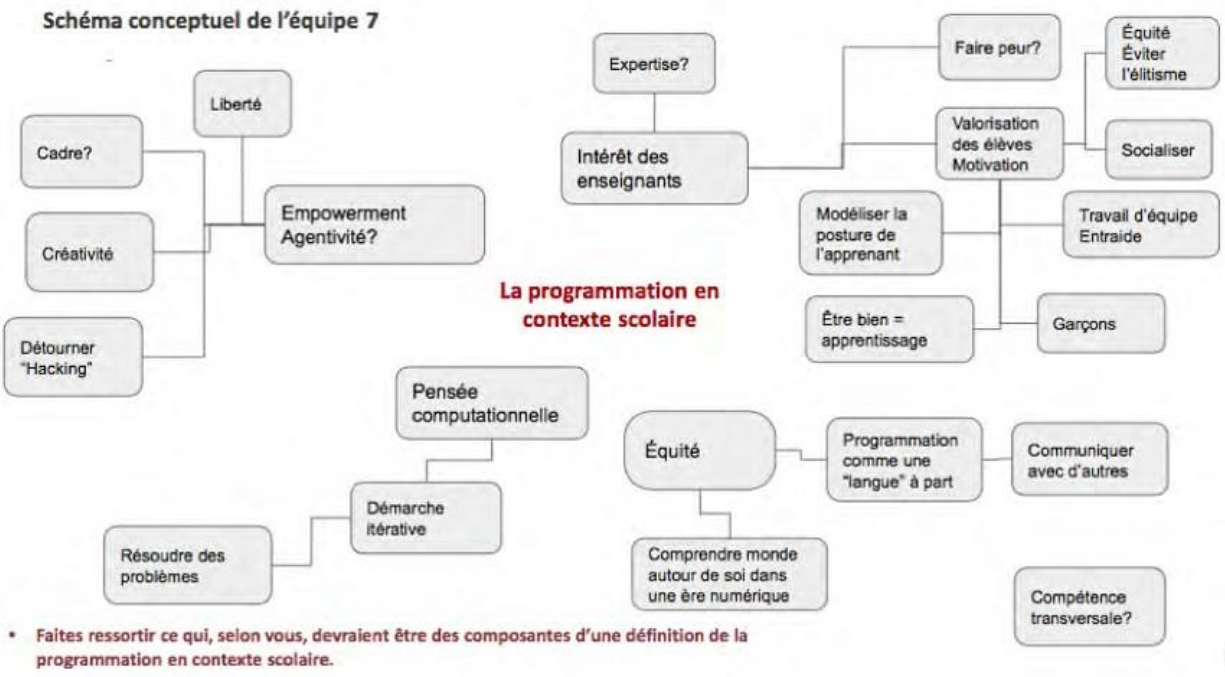 Schéma conceptuel de l'équipe 7
Liberté
Cadre?
Créativité
Détourner
"Hacking"
Empowerment
Agentivité?
Expertise?
Intérêt des
enseignants
Faire peur?
Équité
Éviter
l'élitisme
Valorisation
des élèves
Motivation
Socialiser
Modéliser la
posture de
l'apprenant
Travail d'équipe
Entraide
Être bien =
apprentissage
Garçons
La programmation en
contexte scolaire
Pensée
computationnelle
Démarche
itérative
Résoudre des
problèmes
Équité
Programmation
comme une
"langue" à part
Communiquer
avec d'autres
Comprendre monde
autour de soi dans
une ère numérique
Compétence
transversale?
• Faites ressortir ce qui, selon vous, devraient être des composantes d'une définition de la
programmation en contexte scolaire.